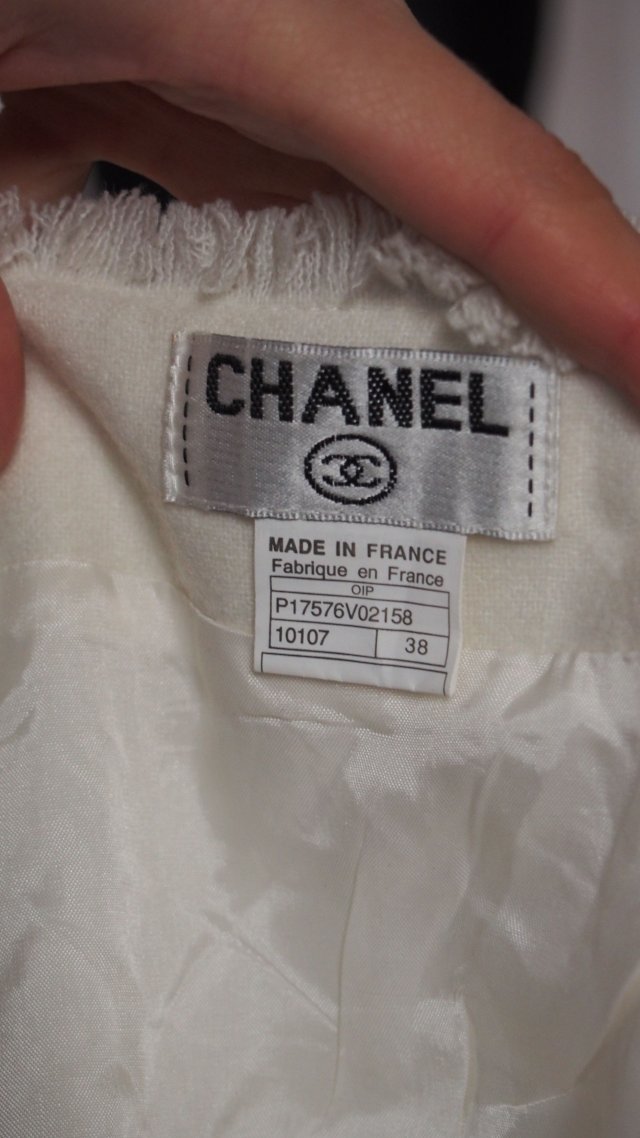 CHANEL
MADE IN FRANCE
Fabrique en France
OIP
P17576V02158
10107 38